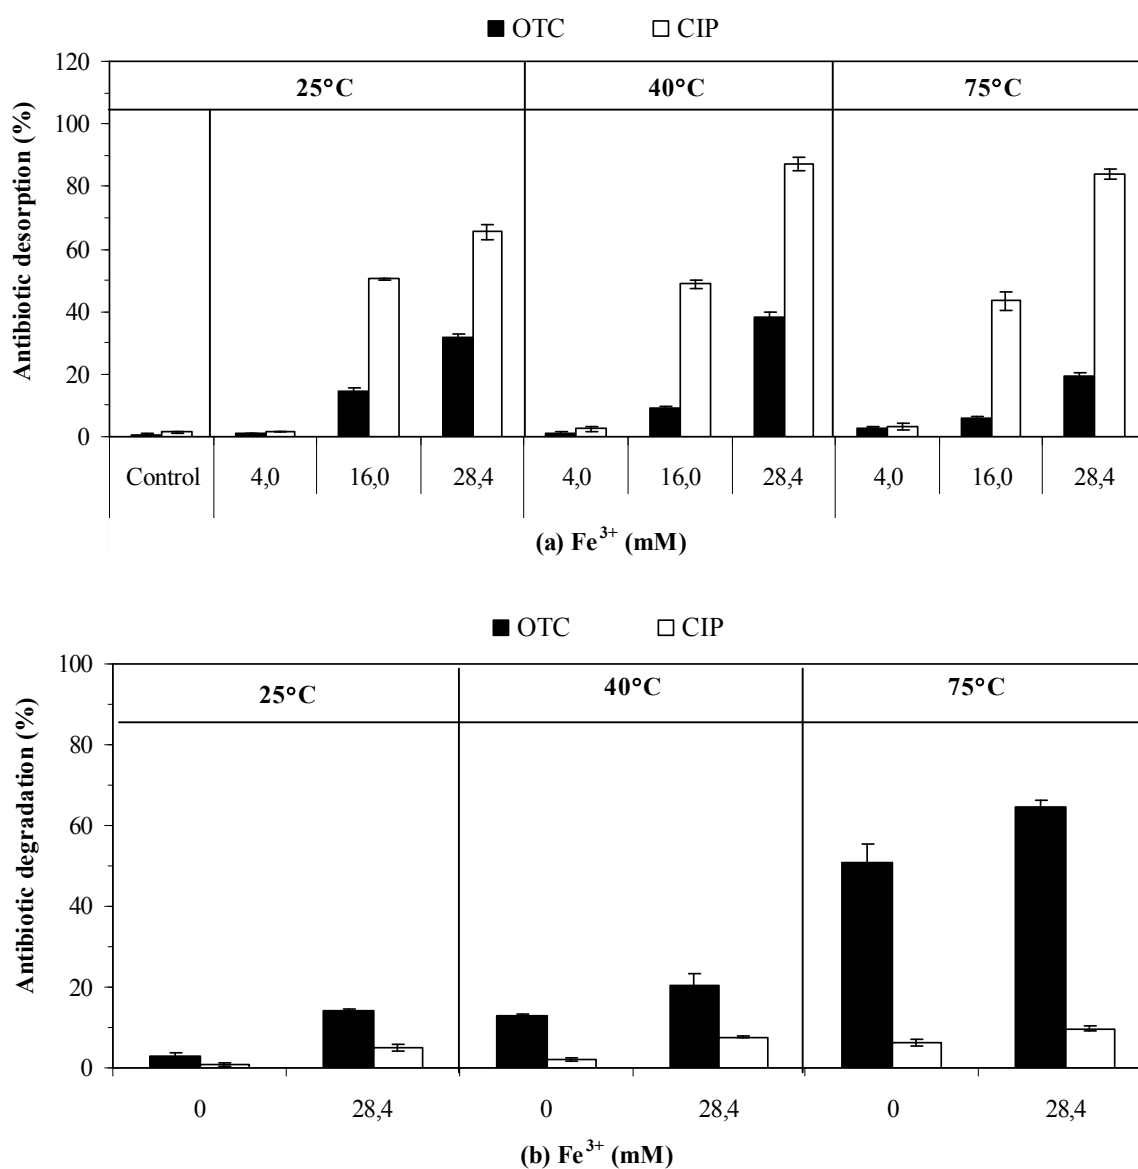 OTC CIP
120
25°C 40°C 75°C
100
80
60
40
20
0
Antibiotic desorption (%)
Control 4,0 16,0 28,4 4,0 16,0 28,4 4,0 16,0 28,4
(a) Fe3+ (mM)
OTC CIP
100
25°C 40°C 75°C
80
60
40
20
0
Antibiotic degradation (%)
0 28,4 0 28,4 0 28,4
(b) Fe3+ (mM)